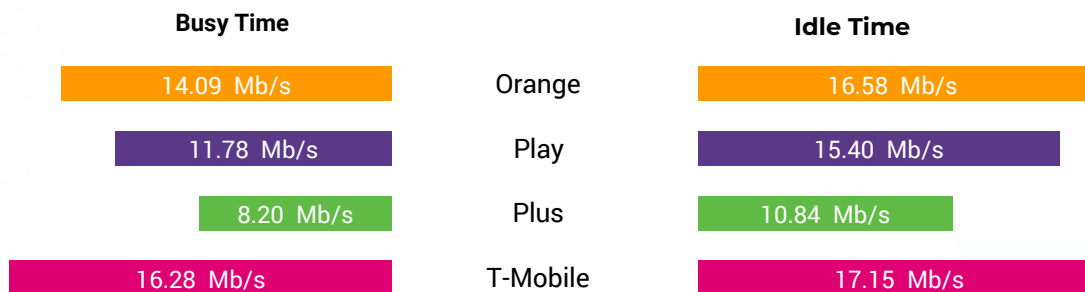 Busy Time Idle Time
14.09 Mb/s Orange 16.58 Mb/s
11.78 Mb/s Play 15.40 Mb/s
8.20 Mb/s Plus 10.84 Mb/s
16.28 Mb/s T-Mobile 17.15 Mb/s